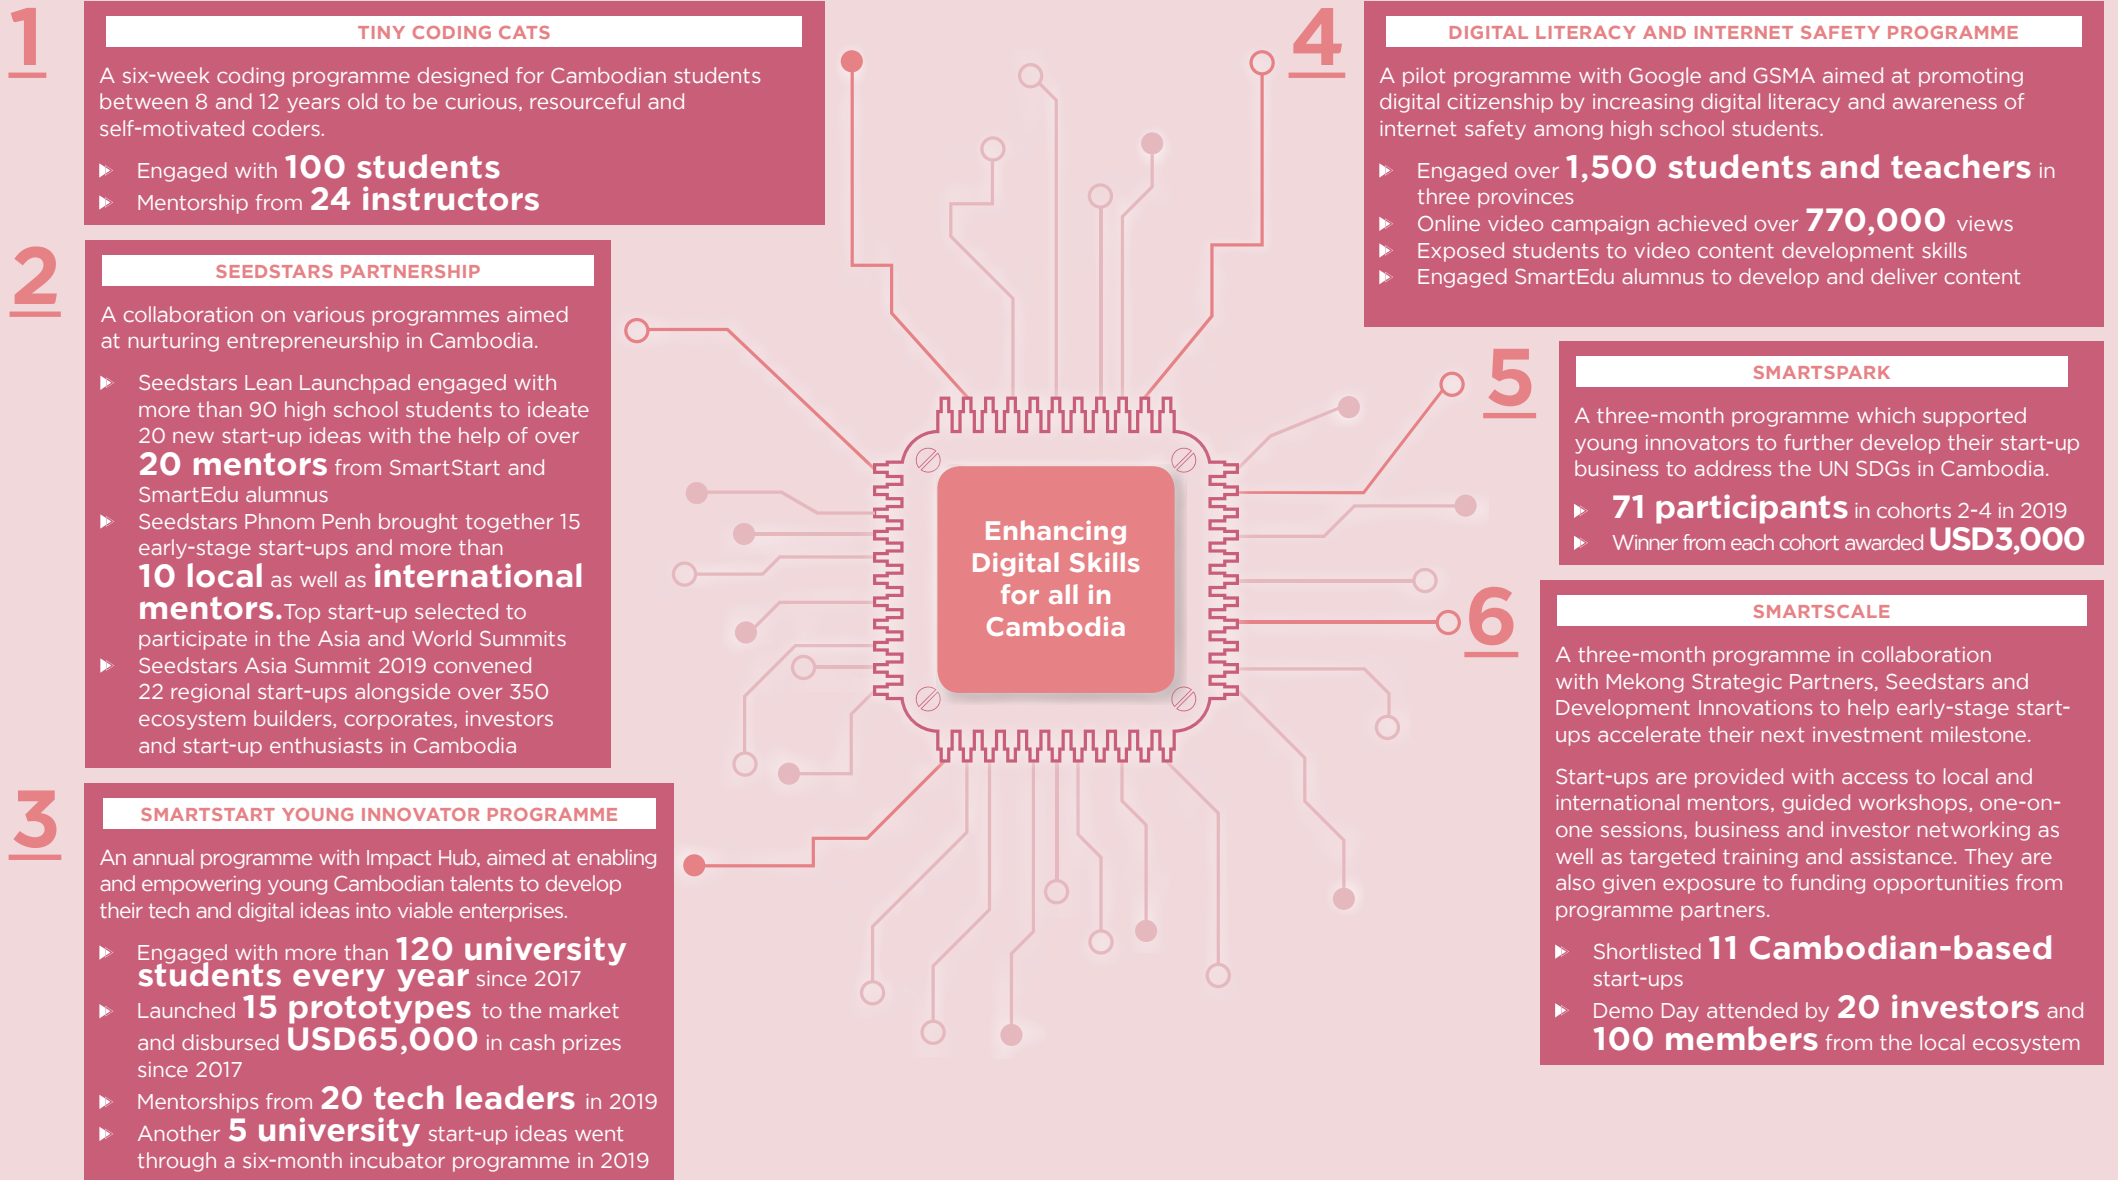 1
TINY CODING CATS
A six-week coding programme designed for Cambodian students
between 8 and 12 years old to be curious, resourceful and
self-motivated coders.
Engaged with 100 students
Mentorship from 24 instructors
2
SEEDSTARS PARTNERSHIP
A collaboration on various programmes aimed
at nurturing entrepreneurship in Cambodia.
Seedstars Lean Launchpad engaged with
more than 90 high school students to ideate
20 new start-up ideas with the help of over
20 mentors from SmartStart and
SmartEdu alumnus
Seedstars Phnom Penh brought together 15
early-stage start-ups and more than
10 local as well as international
mentors.Top start-up selected to
participate in the Asia and World Summits
Seedstars Asia Summit 2019 convened
22 regional start-ups alongside over 350
ecosystem builders, corporates, investors
and start-up enthusiasts in Cambodia
3
SMARTSTART YOUNG INNOVATOR PROGRAMME
An annual programme with Impact Hub, aimed at enabling
and empowering young Cambodian talents to develop
their tech and digital ideas into viable enterprises.
Engaged with more than 120 university
students every year since 2017
Launched 15 prototypes to the market
and disbursed USD65,000 in cash prizes
since 2017
Mentorships from 20 tech leaders in 2019
Another 5 university start-up ideas went
through a six-month incubator programme in 2019
Enhancing
Digital Skills
for all in
Cambodia
4
DIGITAL LITERACY AND INTERNET SAFETY PROGRAMME
A pilot programme with Google and GSMA aimed at promoting
digital citizenship by increasing digital literacy and awareness of
internet safety among high school students.
Engaged over 1,500 students and teachers in
three provinces
Online video campaign achieved over 770,000 views
Exposed students to video content development skills
Engaged SmartEdu alumnus to develop and deliver content
5
SMARTSPARK
A three-month programme which supported
young innovators to further develop their start-up
business to address the UN SDGs in Cambodia.
71 participants in cohorts 2-4 in 2019
Winner from each cohort awarded USD3,000
6
SMARTSCALE
A three-month programme in collaboration
with Mekong Strategic Partners, Seedstars and
Development Innovations to help early-stage start-
ups accelerate their next investment milestone.
Start-ups are provided with access to local and
international mentors, guided workshops, one-on-
one sessions, business and investor networking as
well as targeted training and assistance. They are
also given exposure to funding opportunities from
programme partners.
Shortlisted 11 Cambodian-based
start-ups
Demo Day attended by 20 investors and
100 members from the local ecosystem